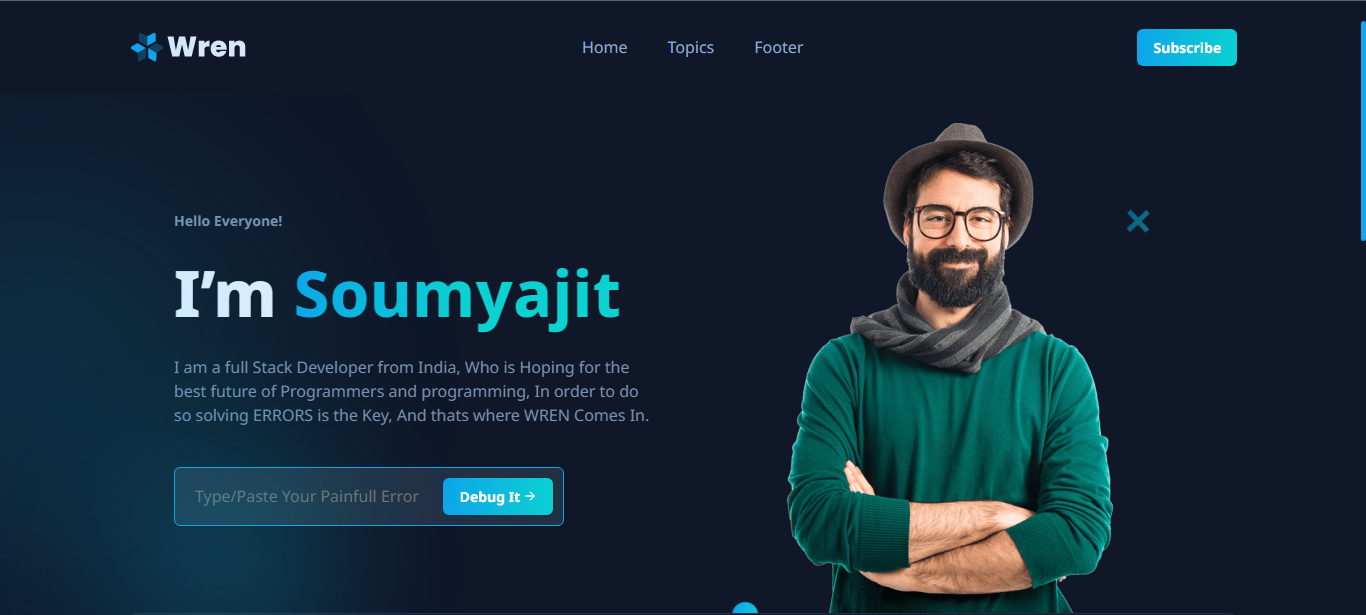 Wren
Home
Topics
Footer
Subscribe
Hello Everyone!
I’m Soumyajit
I am a full Stack Developer from India, Who is Hoping for the
best future of Programmers and programming, In order to do
so solving ERRORS is the Key, And thats where WREN Comes In.
Type/Paste Your Painfull Error
Debug It →